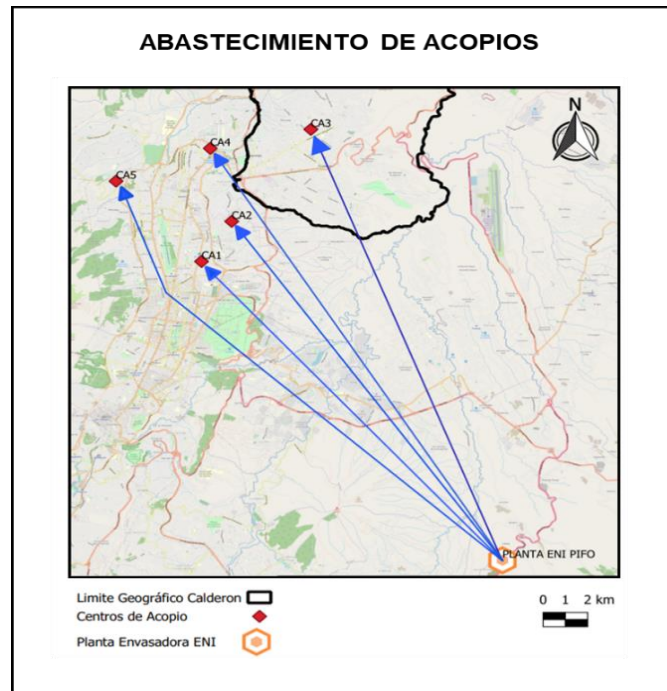 ABASTECIMIENTO DE ACOPIOS
N
CA3
CA4
CA5
CA2
CA1
PLANTA ENI PIFO
Limite Geográfico Calderon
Centros de Acopio
Planta Envasadora ENI
0 1 2 km